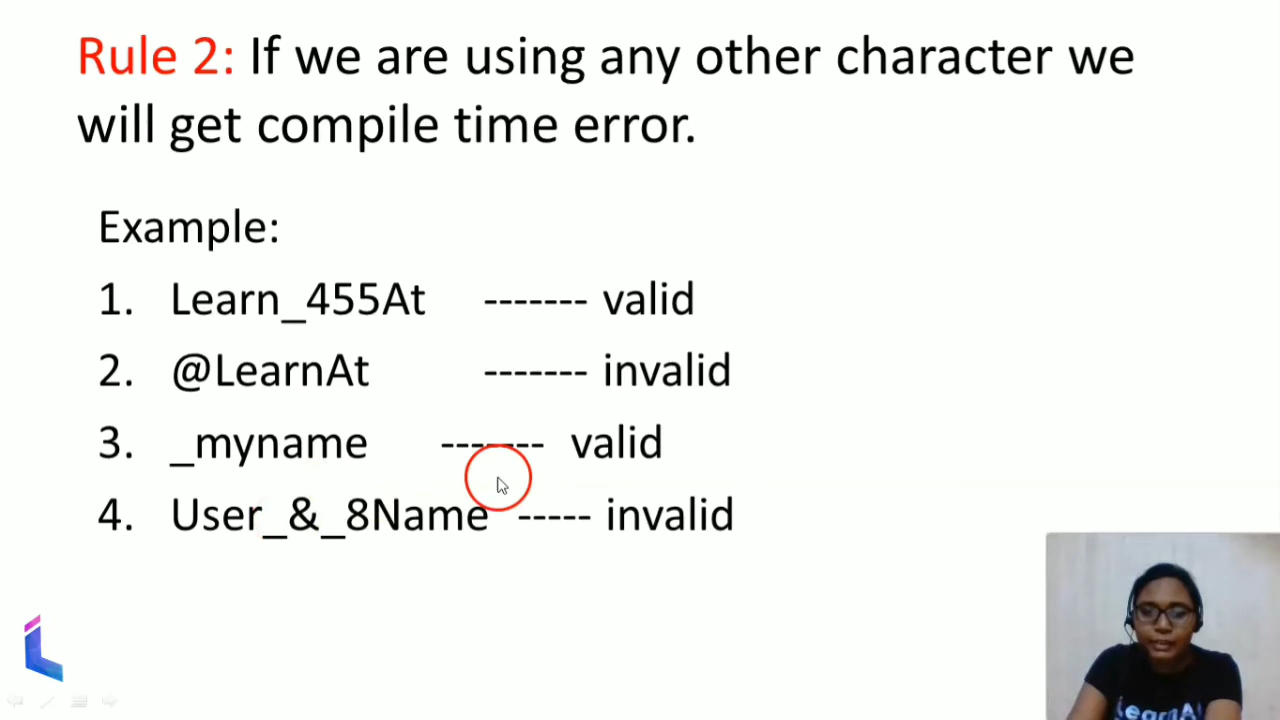 Rule 2: If we are using any other character we
will get compile time error.
Example:
1. Learn_455At ------- valid
2. @LearnAt ------- invalid
3. _myname ------- valid
4. User_&_8Name ----- invalid
LearnAt